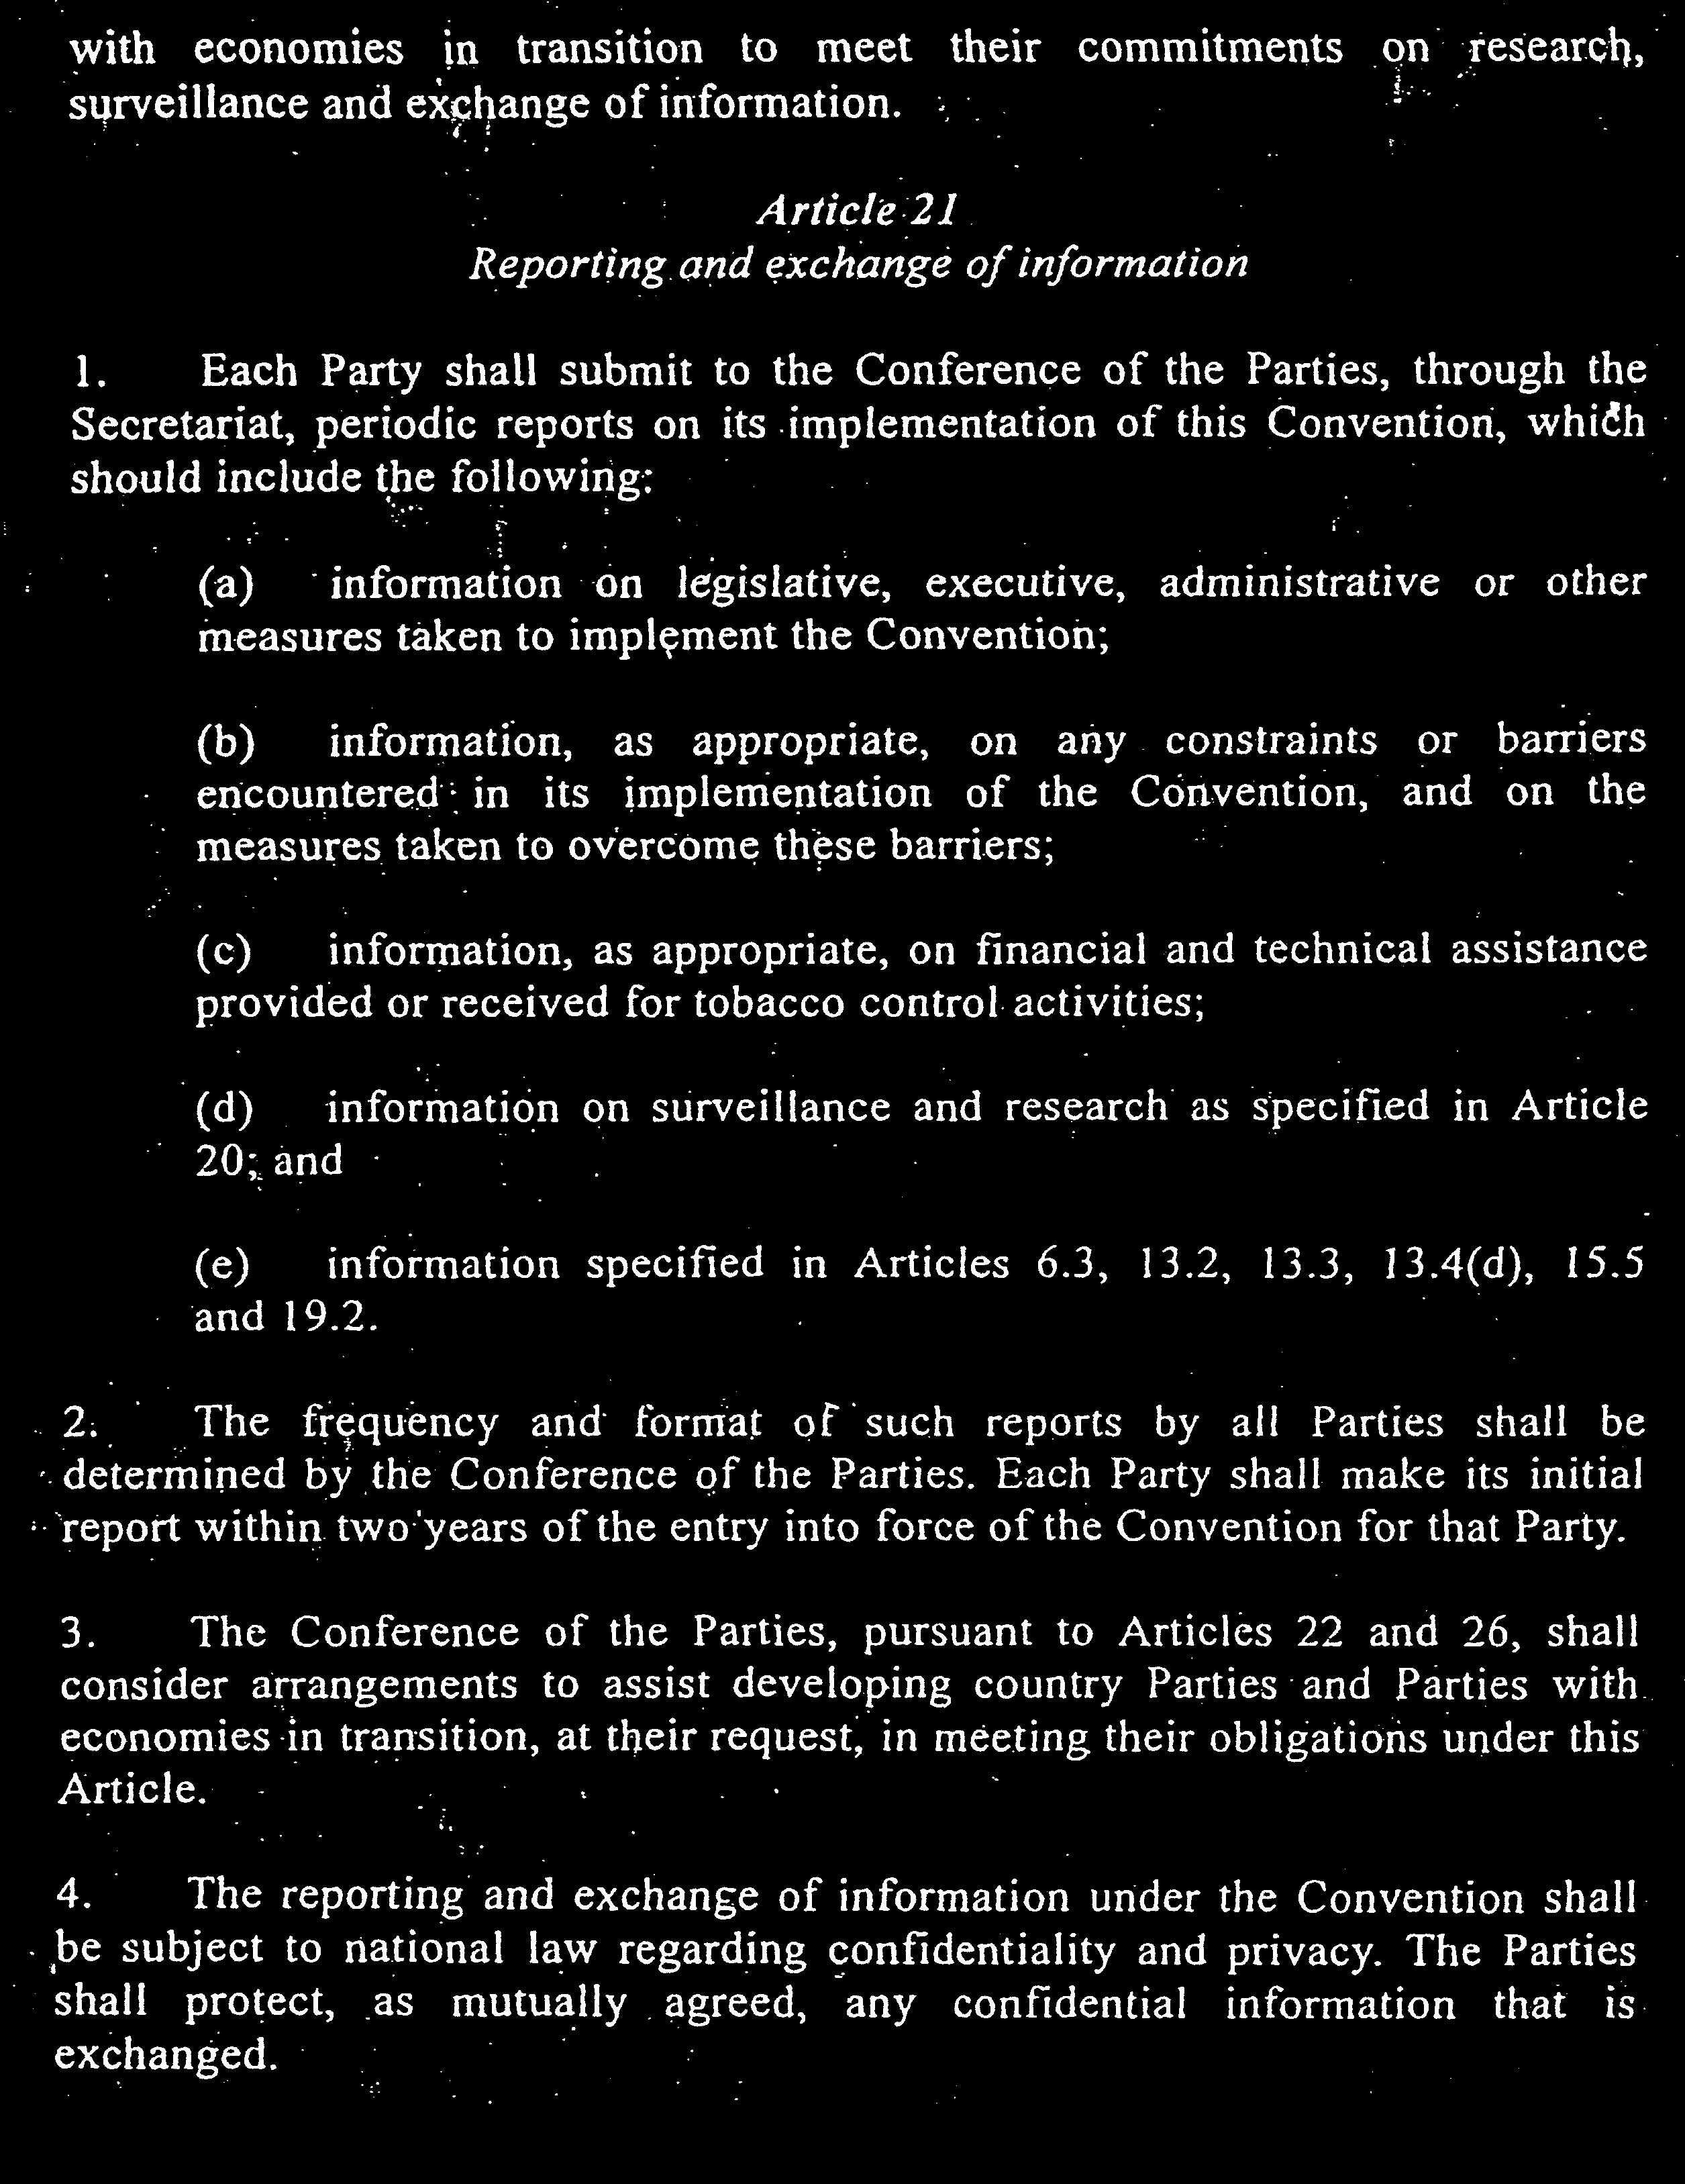 with economies in transition to meet their commitments on research,
surveillance and exchange of information.
Article 21
Reporting and exchange of information
1. Each Party shall submit to the Conference of the Parties, through the
Secretariat, periodic reports on its implementation of this Convention, which
should include the following:
(a) information on legislative, executive, administrative or other
measures taken to implement the Convention;
(b) information, as appropriate, on any constraints or barriers
encountered in its implementation of the Convention, and on the
measures taken to overcome these barriers;
(c) information, as appropriate, on financial and technical assistance
provided or received for tobacco control activities;
(d) information on surveillance and research as specified in Article
20; and
(e) information specified in Articles 6.3, 13.2, 13.3, 13.4(d), 15.5
and 19.2.
2. The frequency and format of such reports by all Parties shall be
determined by the Conference of the Parties. Each Party shall make its initial
report within two years of the entry into force of the Convention for that Party.
3. The Conference of the Parties, pursuant to Articles 22 and 26, shall
consider arrangements to assist developing country Parties and Parties with
economies in transition, at their request, in meeting their obligations under this
Article.
4. The reporting and exchange of information under the Convention shall
be subject to national law regarding confidentiality and privacy. The Parties
shall protect, as mutually agreed, any confidential information that is
exchanged.